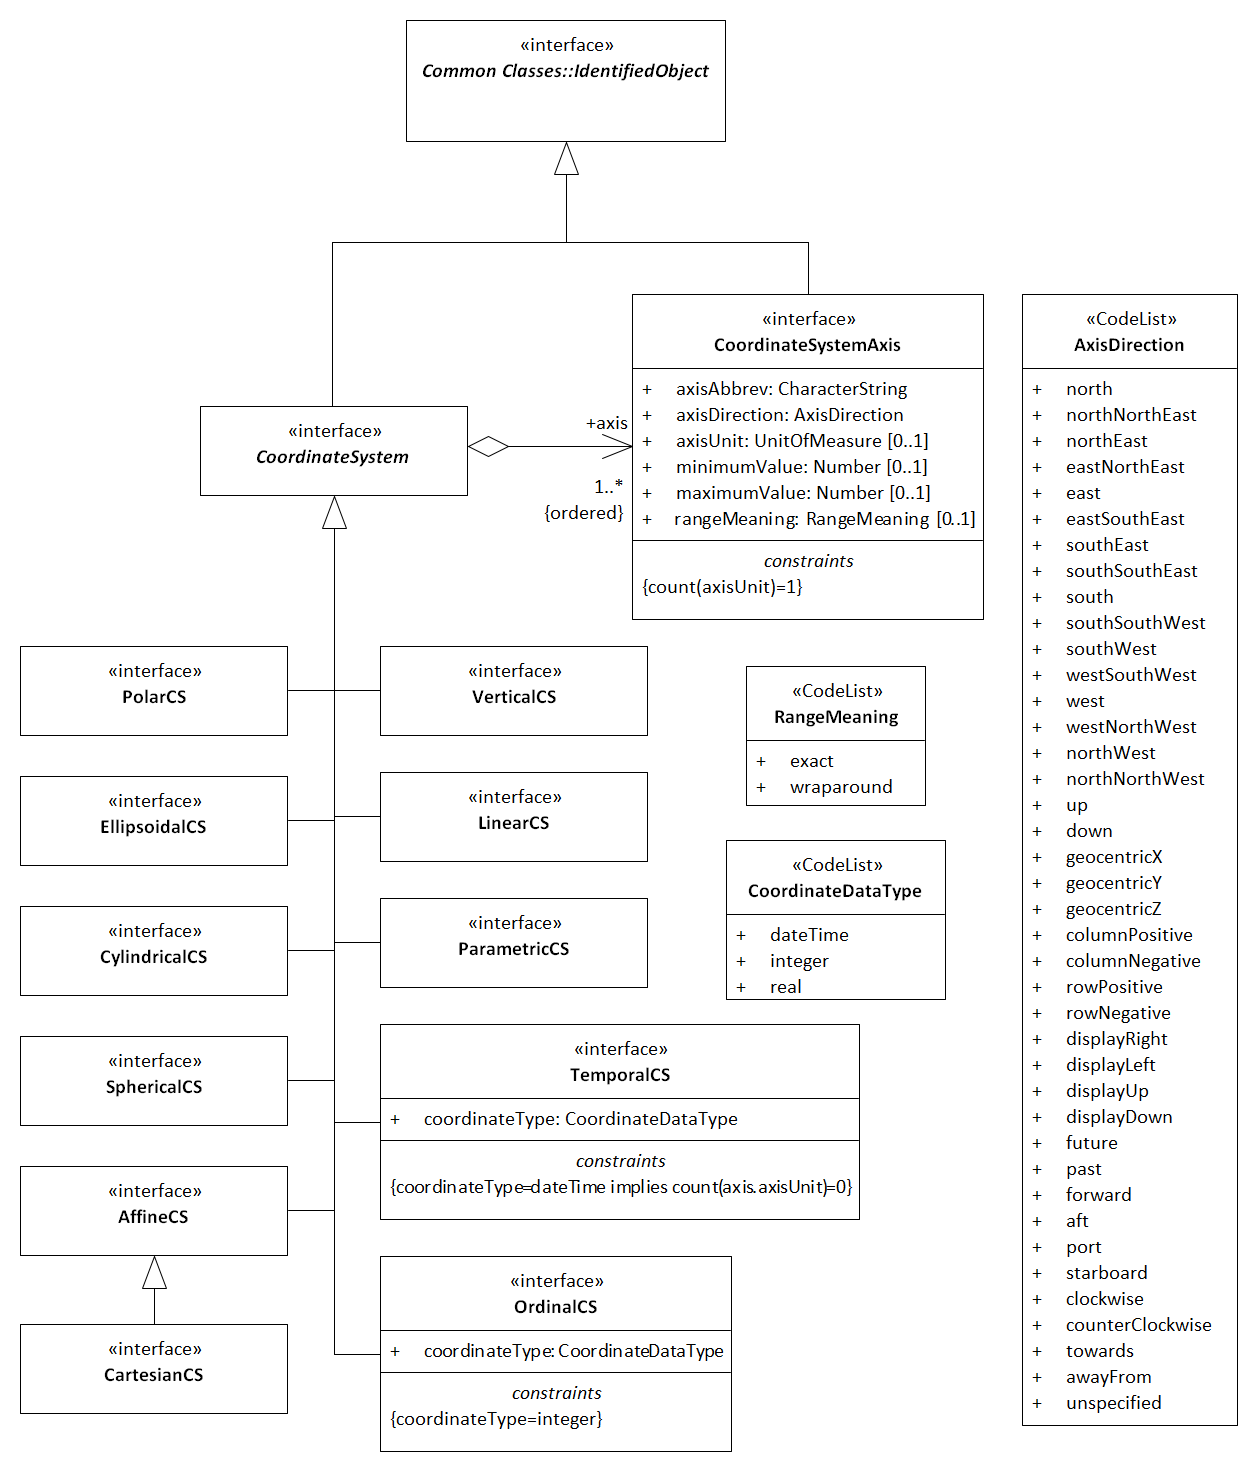 «interface»
Common Classes::IdentifiedObject
«interface»
CoordinateSystemAxis
+ axisAbbrev: CharacterString
+ axisDirection: AxisDirection
+ axisUnit: UnitOfMeasure [0..1]
+ minimumValue: Number [0..1]
+ maximumValue: Number [0..1]
+ rangeMeaning: RangeMeaning [0..1]
constraints
{count(axisUnit)=1}
«interface»
CoordinateSystem
+axis
1..*
{ordered}
«interface»
PolarCS
«interface»
VerticalCS
«interface»
EllipsoidalCS
«interface»
LinearCS
«interface»
CylindricalCS
«interface»
ParametricCS
«interface»
SphericalCS
«interface»
TemporalCS
+ coordinateType: CoordinateDataType
constraints
{coordinateType=dateTime implies count(axis.axisUnit)=0}
«interface»
AffineCS
«interface»
CartesianCS
«interface»
OrdinalCS
+ coordinateType: CoordinateDataType
constraints
{coordinateType=integer}
«CodeList»
RangeMeaning
+ exact
+ wraparound
«CodeList»
CoordinateDataType
+ dateTime
+ integer
+ real
«CodeList»
AxisDirection
+ north
+ northNorthEast
+ northEast
+ eastNorthEast
+ east
+ eastSouthEast
+ southEast
+ southSouthEast
+ south
+ southSouthWest
+ southWest
+ westSouthWest
+ west
+ westNorthWest
+ northWest
+ northNorthWest
+ up
+ down
+ geocentricX
+ geocentricY
+ geocentricZ
+ columnPositive
+ columnNegative
+ rowPositive
+ rowNegative
+ displayRight
+ displayLeft
+ displayUp
+ displayDown
+ future
+ past
+ forward
+ aft
+ port
+ starboard
+ clockwise
+ counterClockwise
+ towards
+ awayFrom
+ unspecified